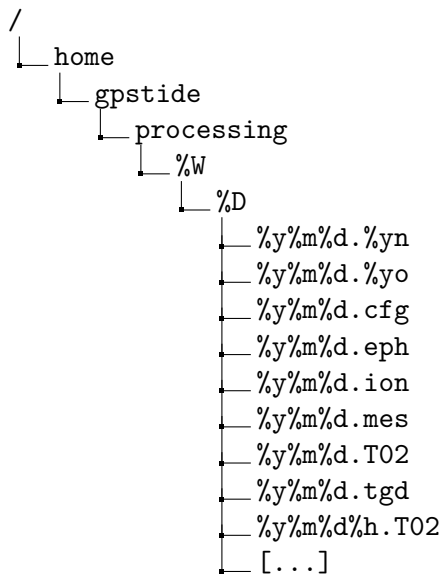 /
home
gpstide
processing
%W
%D
%y%m%d.%yn
%y%m%d.%yo
%y%m%d.cfg
%y%m%d.eph
%y%m%d.ion
%y%m%d.mes
%y%m%d.T02
%y%m%d.tgd
%y%m%d%h.T02
[...]